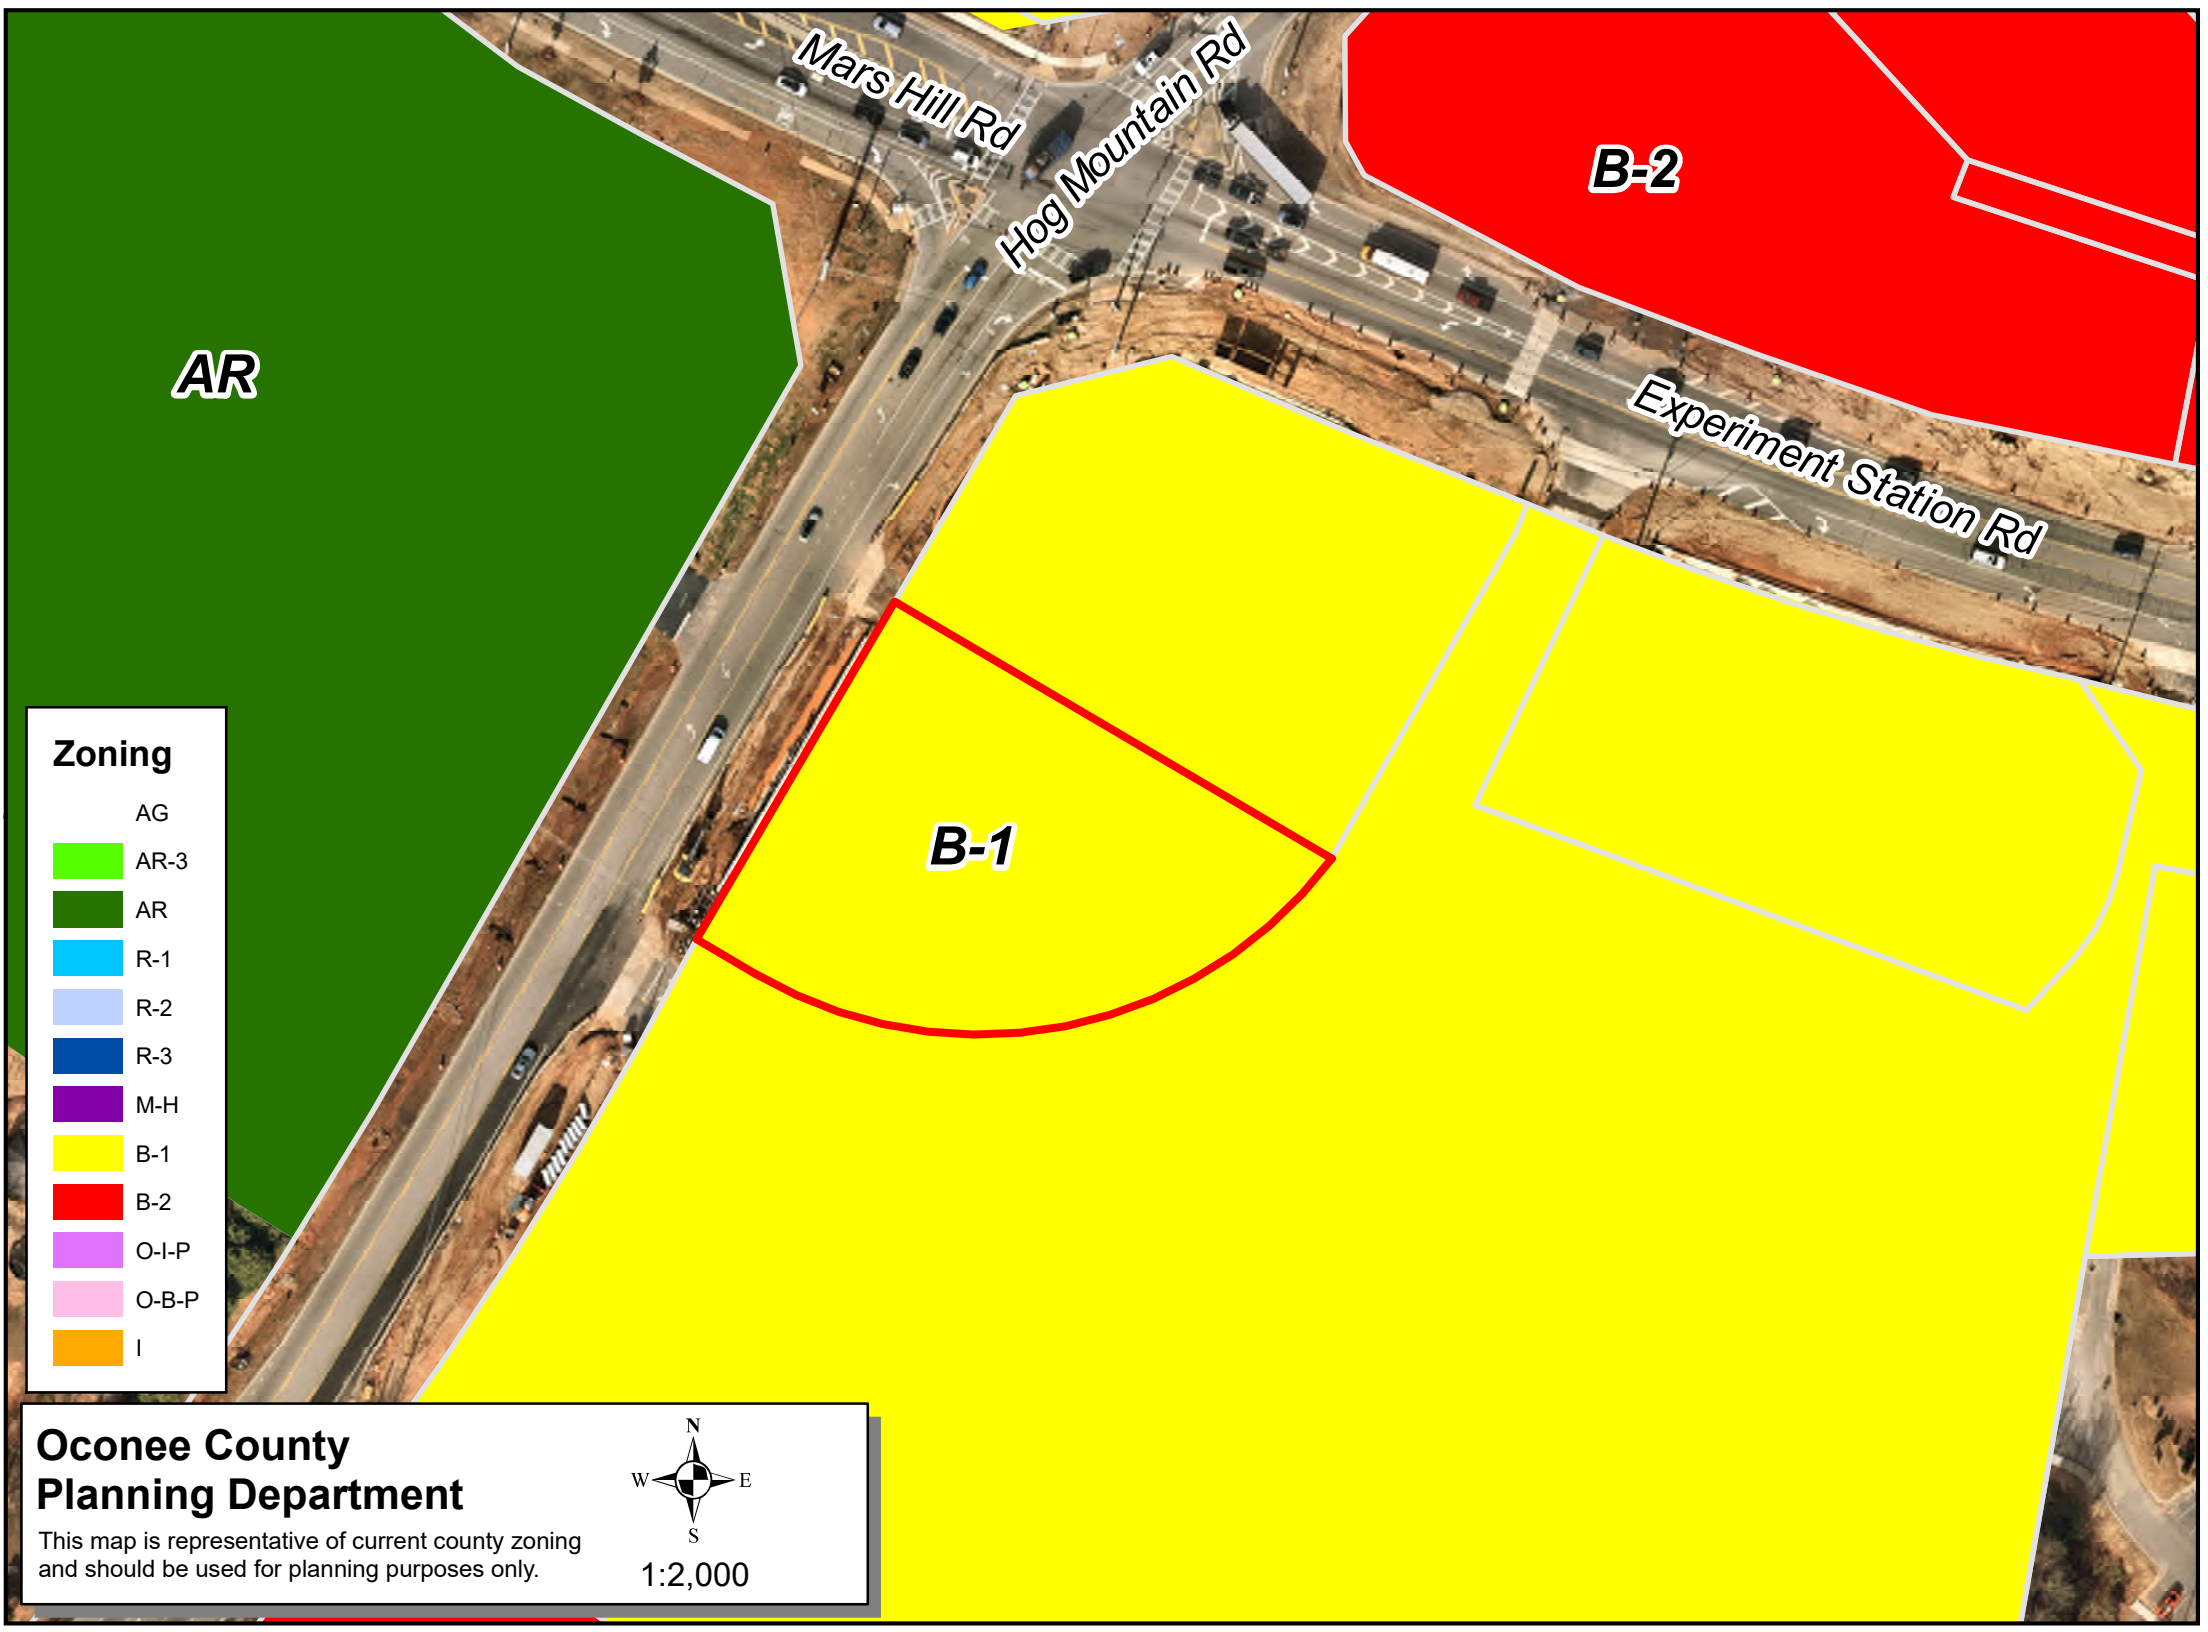 Mars Hill Rd
Hog Mountain Rd
B-2
AR
Experiment Station Rd
B-1
Zoning
AG
AR-3
AR
R-1
R-2
R-3
M-H
B-1
B-2
O-I-P
O-B-P
I
Oconee County
Planning Department
This map is representative of current county zoning
and should be used for planning purposes only.
N
W E
S
1:2,000